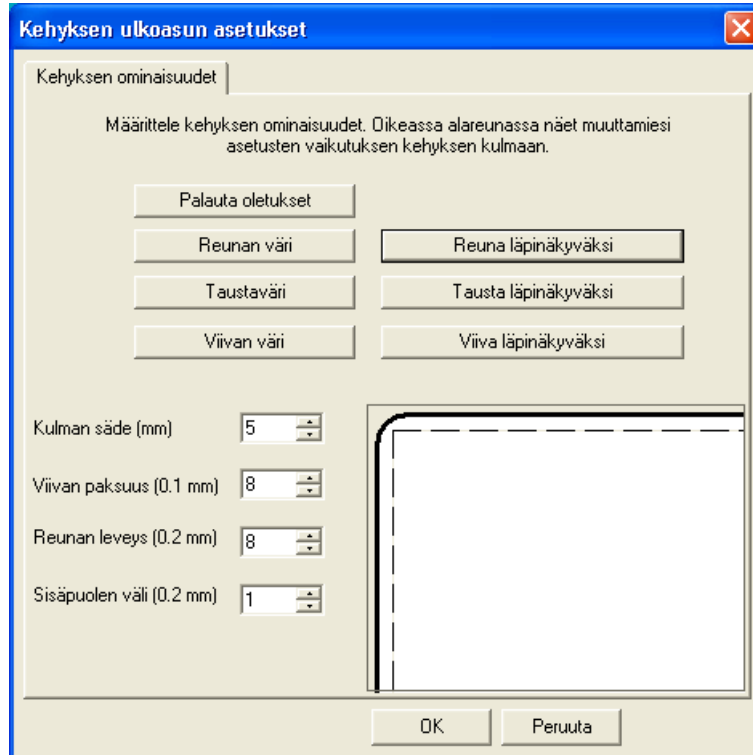 Kehyksen ulkoasun asetukset
Kehyksen ominaisuudet
Määrittele kehyksen ominaisuudet. Oikeassa alareunassa näet muuttamiesi
asetusten vaikutuksen kehyksen kulmaan.
Palauta oletukset
Reunan väri
Reuna läpinäkyväksi
Taustaväri
Tausta läpinäkyväksi
Viivan väri
Viiva läpinäkyväksi
Kulman säde (mm) 5
Viivan paksuus (0.1 mm) 8
Reunan leveys (0.2 mm) 8
Sisäpuolen väli (0.2 mm) 1
OK
Peruuta